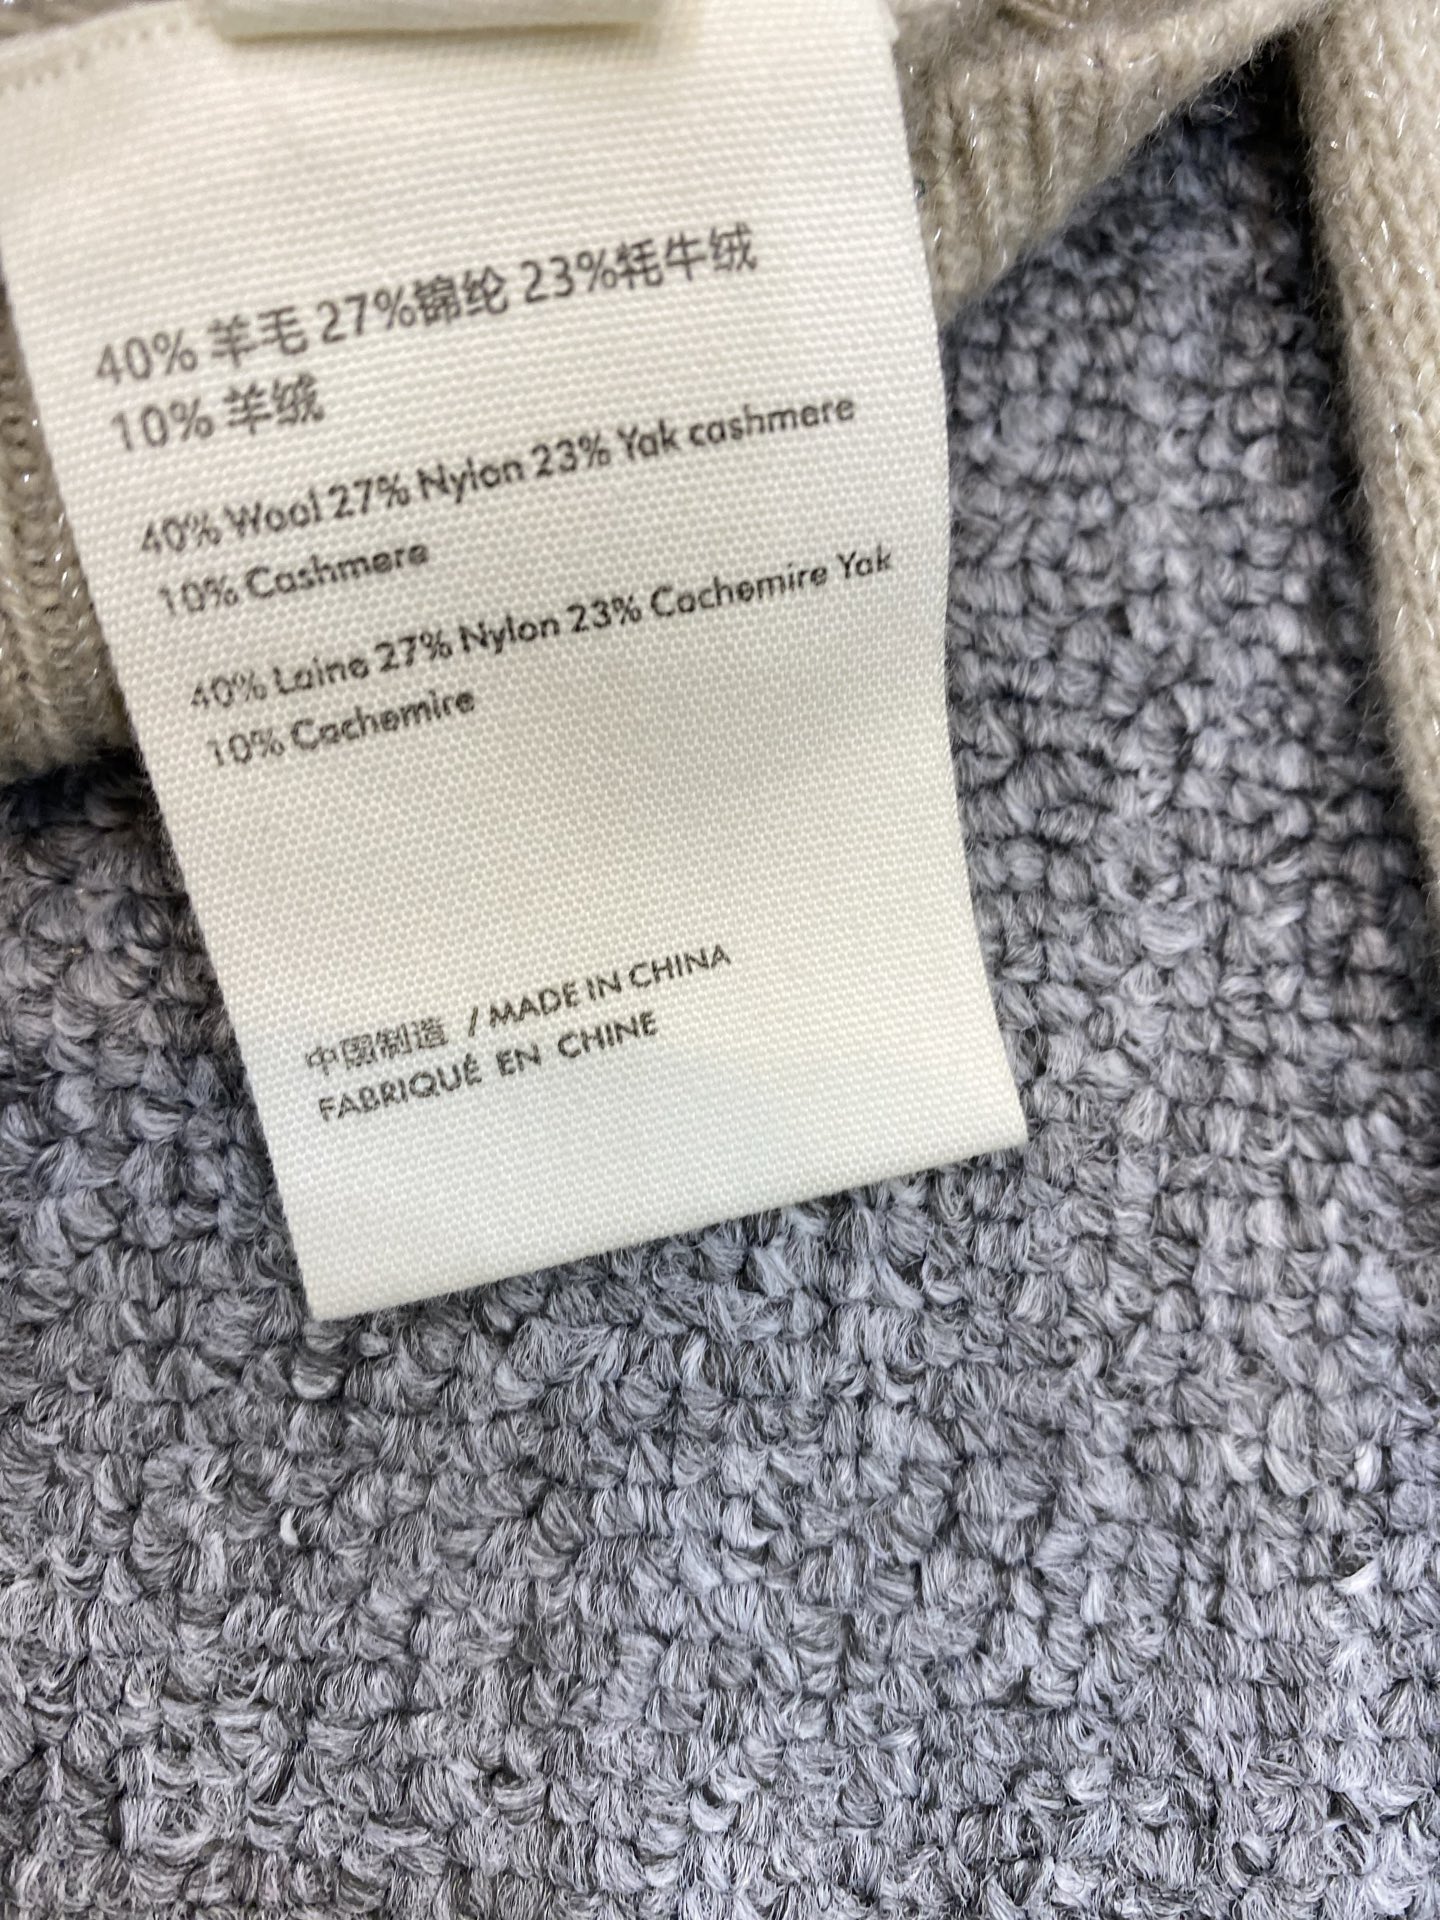 40% 羊毛 27%锦纶 23%牦牛绒
10% 羊绒
40% Wool 27% Nylon 23% Yak cashmere
10% Cashmere
40% Laine 27% Nylon 23% Cachemire Yak
10% Cachemire
中国制造 / MADE IN CHINA
FABRIQUÉ EN CHINE